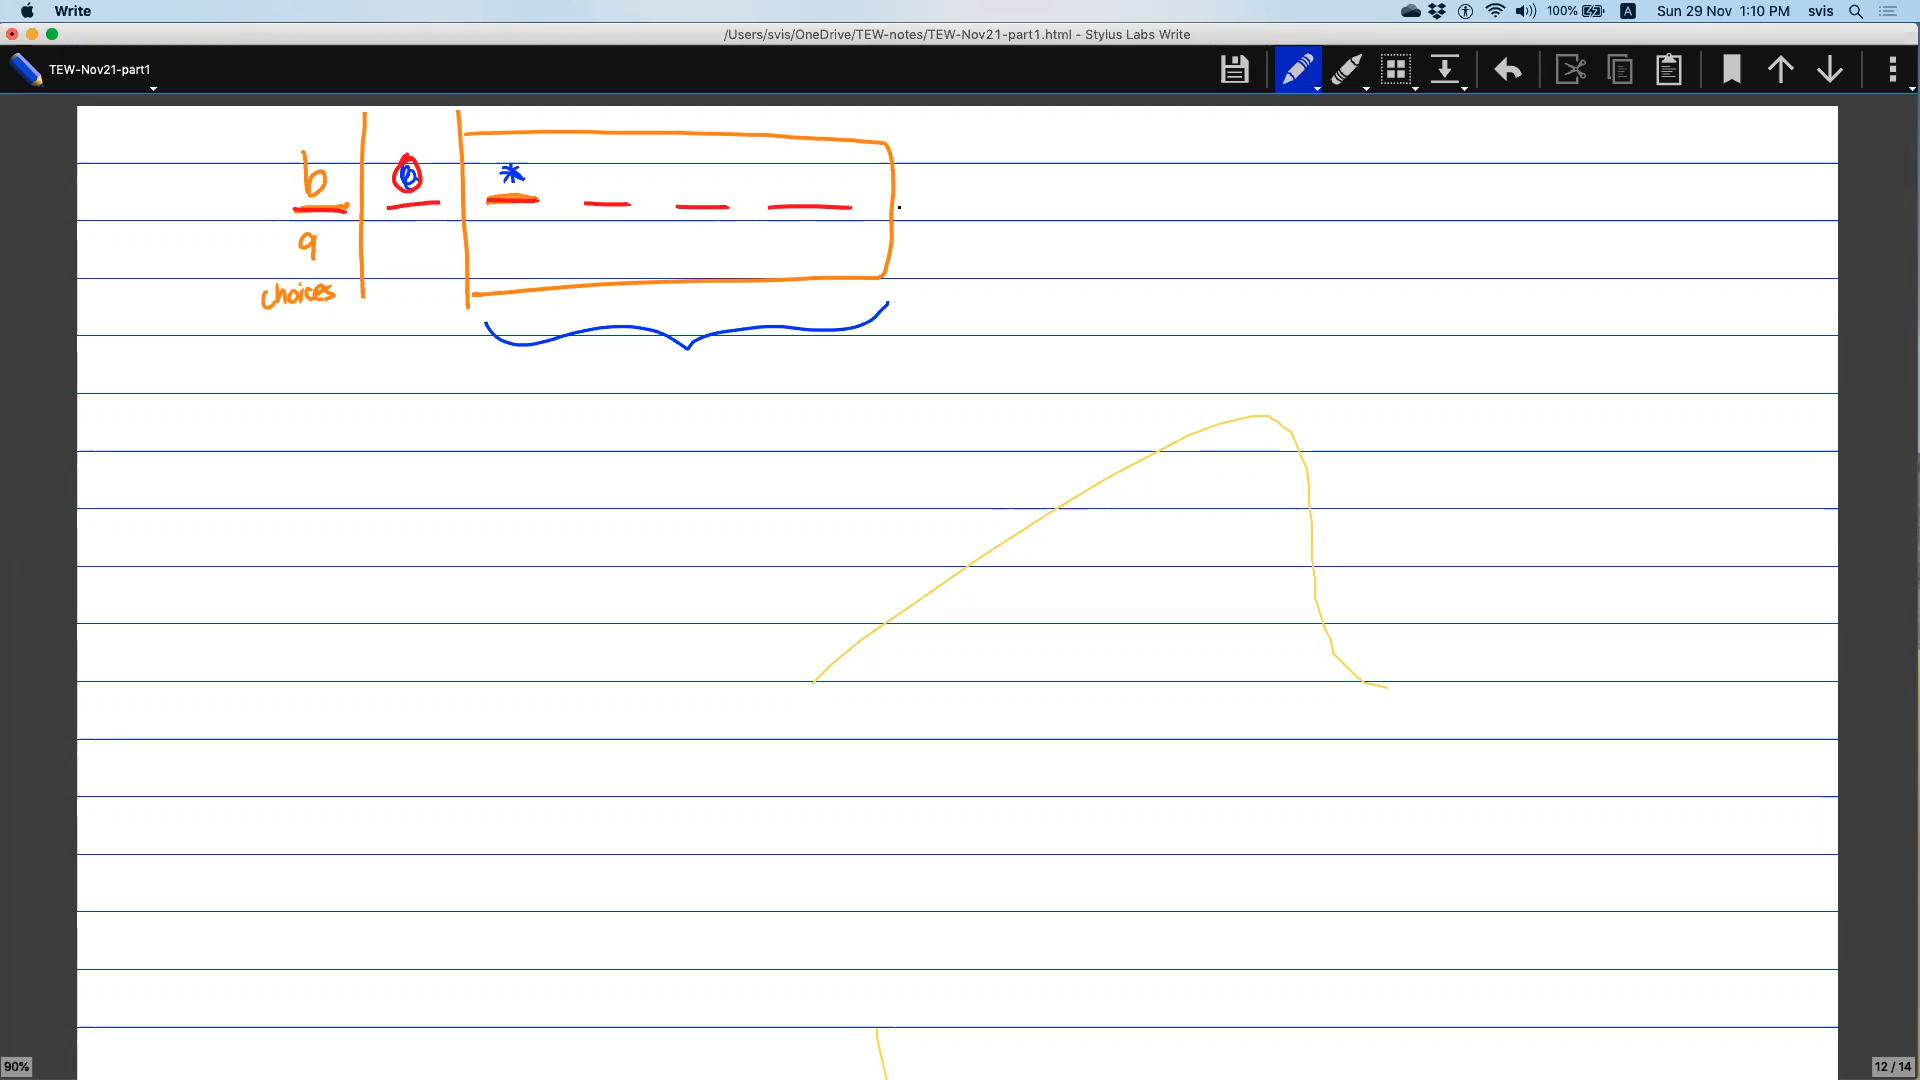 Write
100%
A
Sun 29 Nov 1:10 PM
svis
/Users/svis/OneDrive/TEW-notes/TEW-Nov21-part1.html - Stylus Labs Write
TEW-Nov21-part1
b
*
9
choices
90%
12 / 14